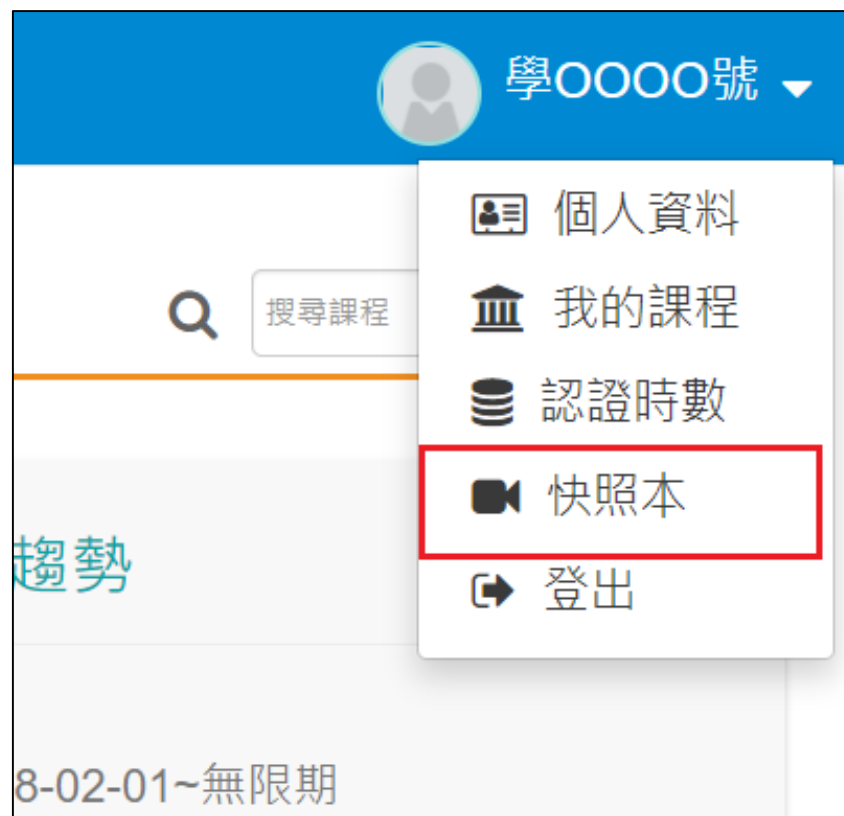 學OOOO號
個人資料
搜尋課程
我的課程
認證時數
快照本
趨勢
登出
8-02-01~無限期